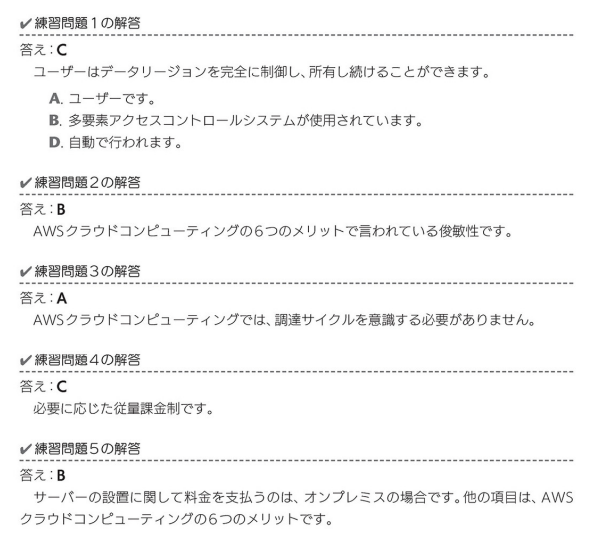 ✔練習問題1の解答
答え：C
ユーザーはデータリージョンを完全に制御し、所有し続けることができます。
A. ユーザーです。
B. 多要素アクセスコントロールシステムが使用されています。
D. 自動で行われます。
✔練習問題2の解答
答え：B
AWSクラウドコンピューティングの6つのメリットで言われている俊敏性です。
✔練習問題3の解答
答え：A
AWSクラウドコンピューティングでは、調達サイクルを意識する必要がありません。
✔練習問題4の解答
答え：C
必要に応じた従量課金制です。
✔練習問題5の解答
答え：B
サーバーの設置に関して料金を支払うのは、オンプレミスの場合です。他の項目は、AWS
クラウドコンピューティングの6つのメリットです。